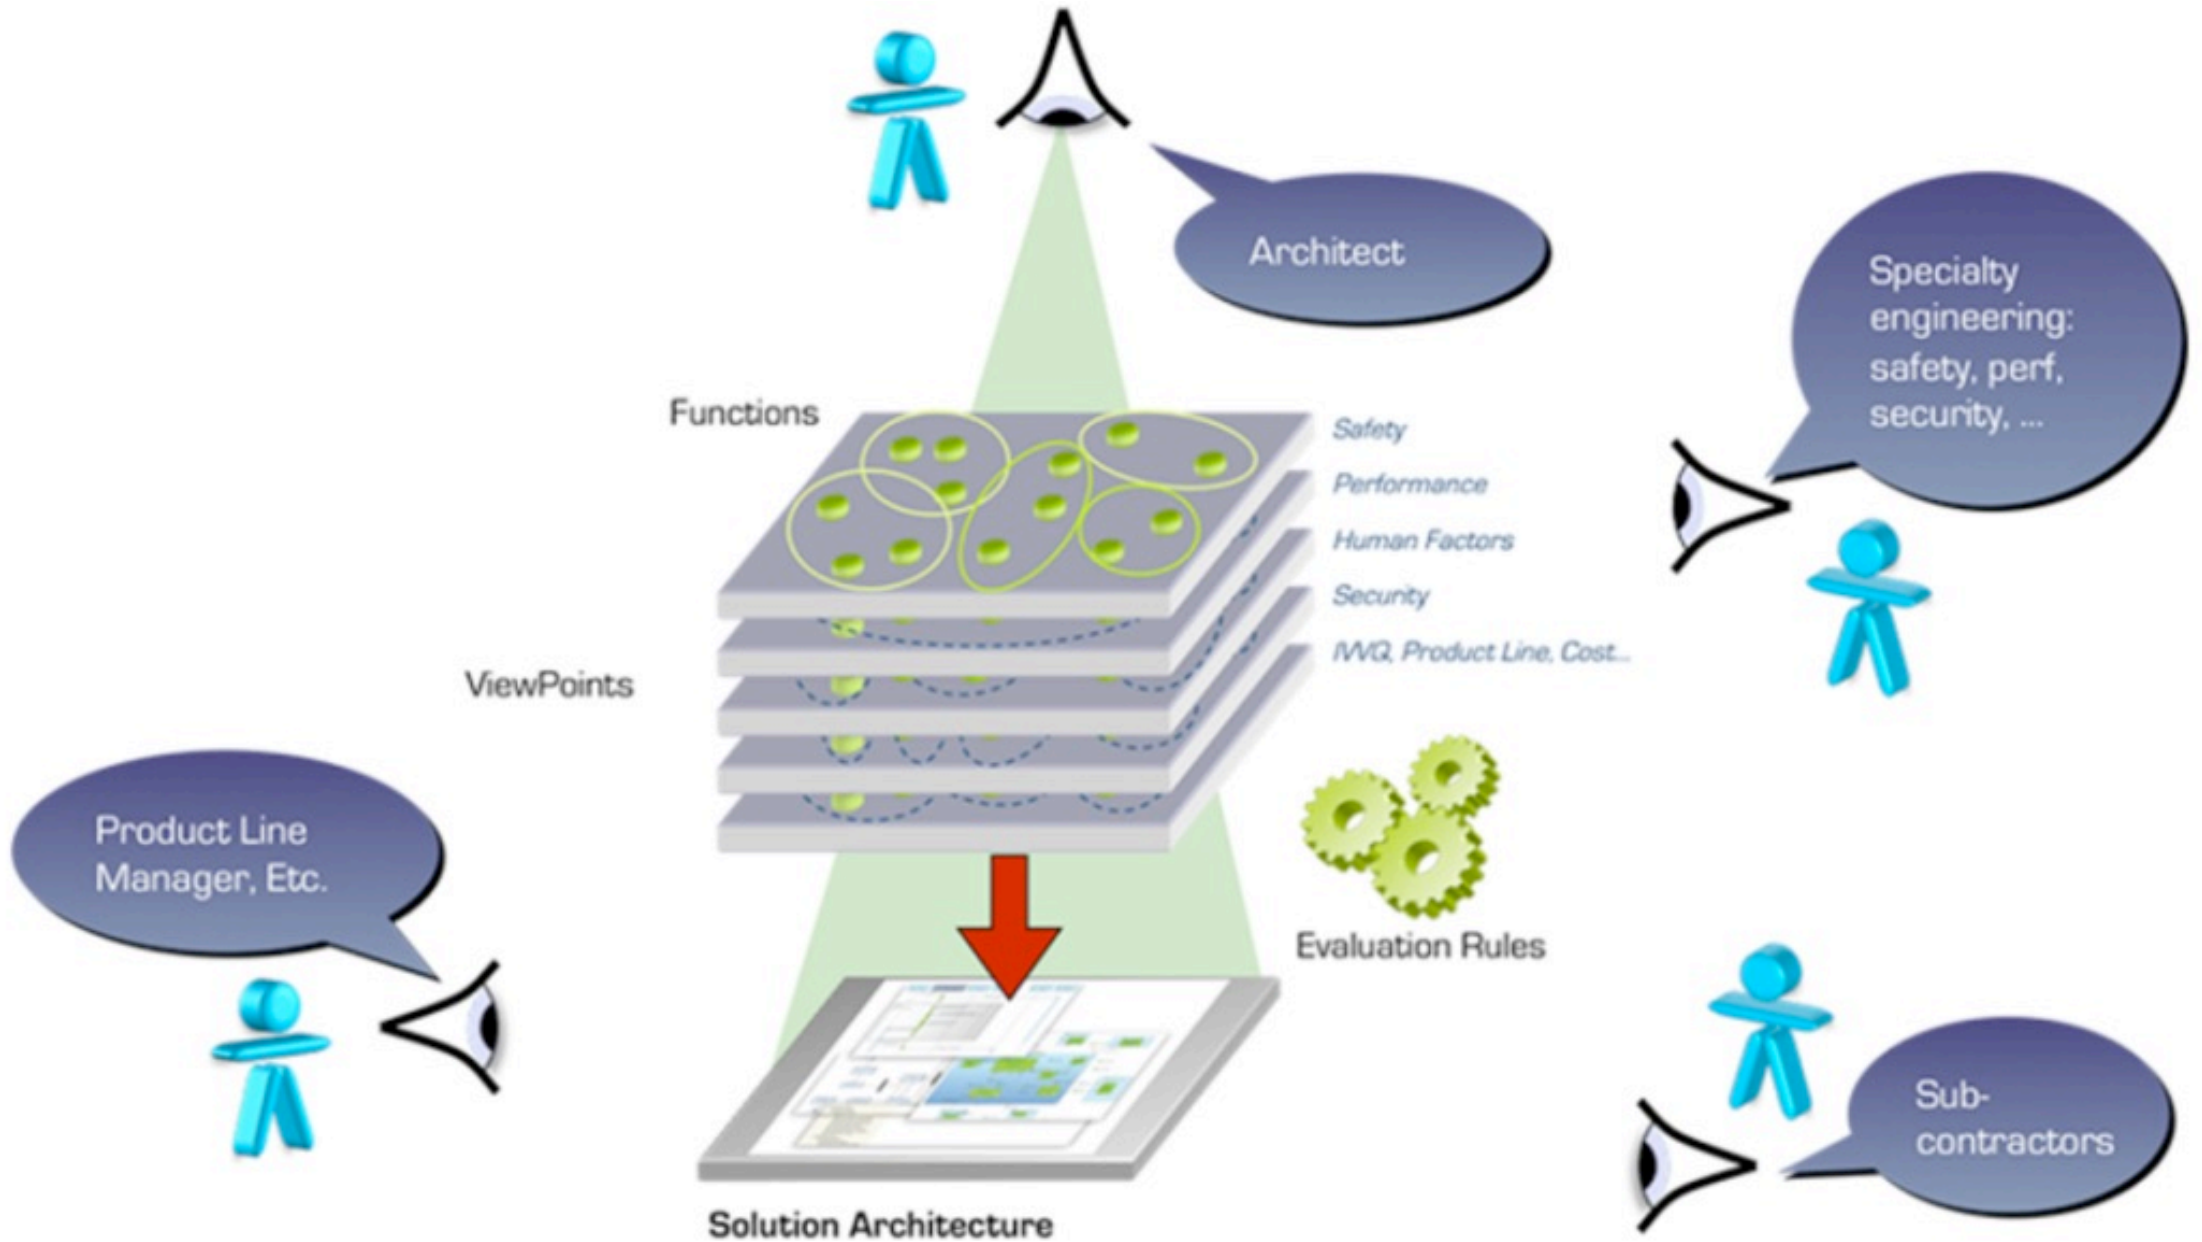 Architect
Specialty
engineering:
safety, perf,
security, ...
Functions
Safety
Performance
Human Factors
Security
IVVQ, Product Line, Cost...
ViewPoints
Product Line
Manager, Etc.
Evaluation Rules
Sub-
contractors
Solution Architecture